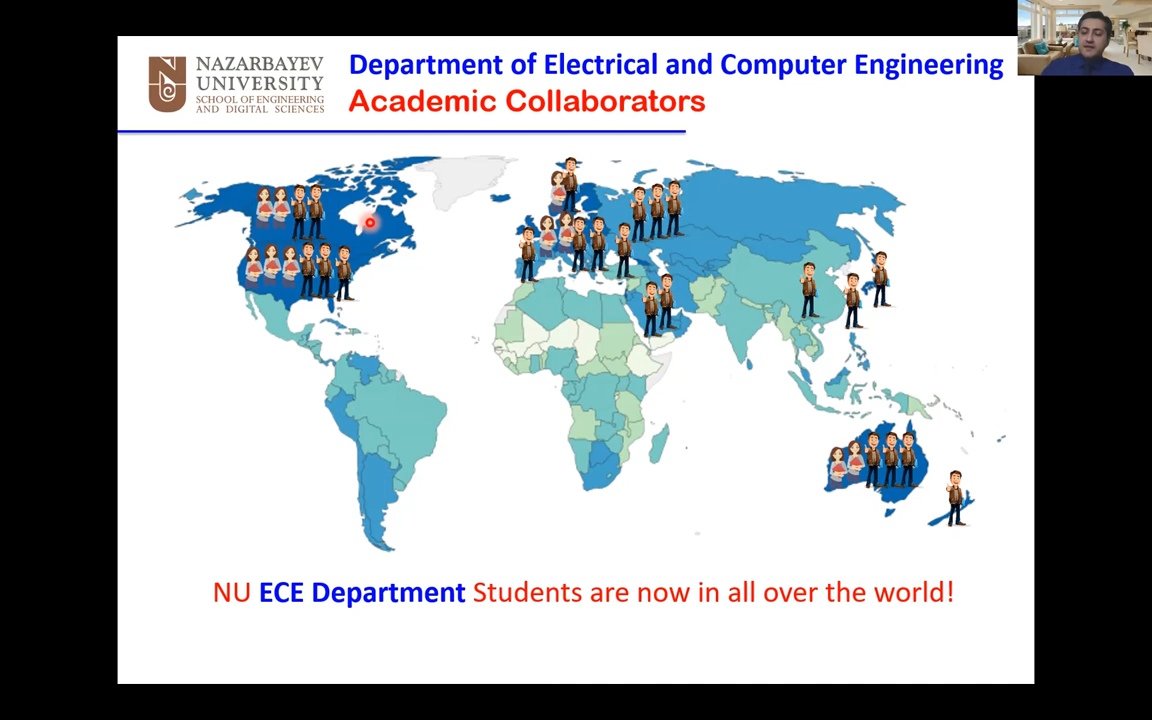 NAZARBAYEV
UNIVERSITY
SCHOOL OF ENGINEERING
AND DIGITAL SCIENCES
Department of Electrical and Computer Engineering
Academic Collaborators
NU ECE Department Students are now in all over the world!